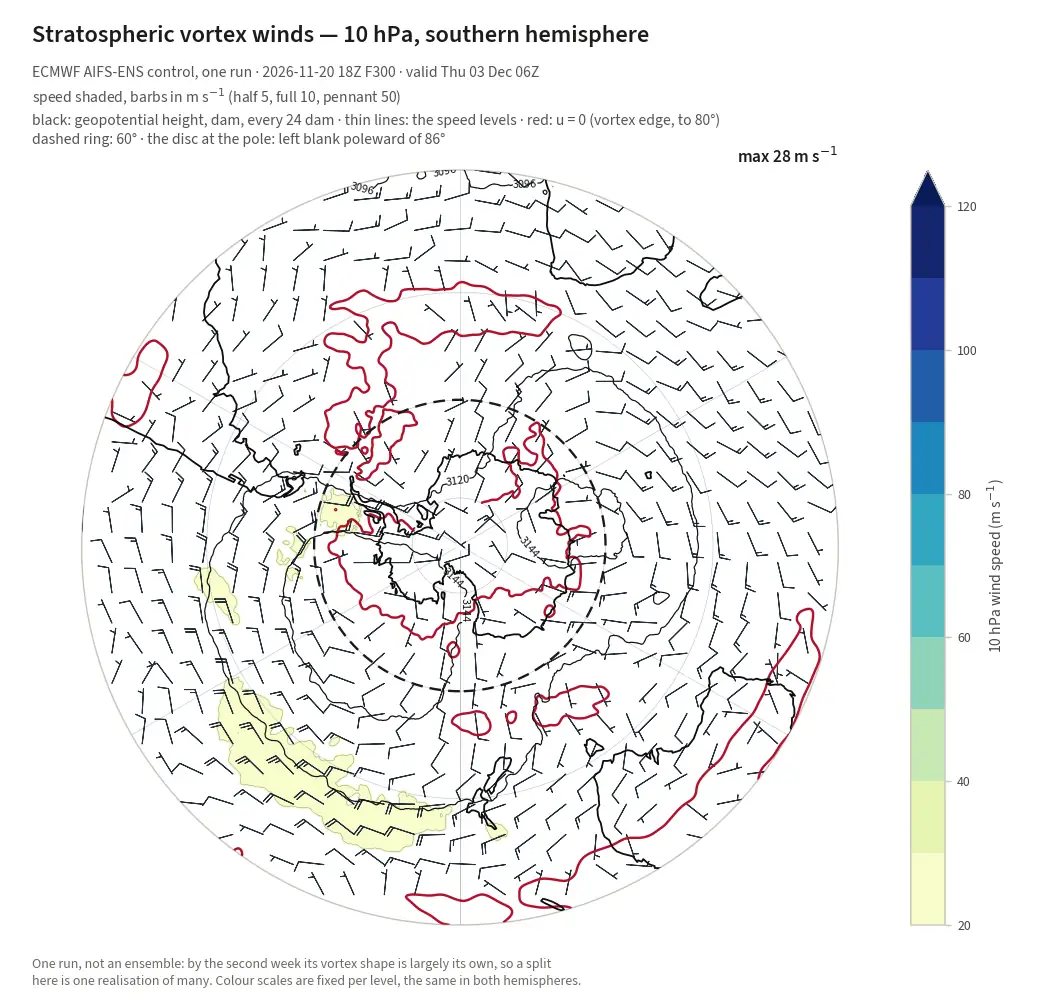 Stratospheric vortex winds — 10 hPa, southern hemisphere
ECMWF AIFS-ENS control, one run · 2026-11-20 18Z F300 · valid Thu 03 Dec 06Z
speed shaded, barbs in m s⁻¹ (half 5, full 10, pennant 50)
black: geopotential height, dam, every 24 dam · thin lines: the speed levels · red: u = 0 (vortex edge, to 80°)
dashed ring: 60° · the disc at the pole: left blank poleward of 86°
max 28 m s⁻¹
3096
3096
3096
3120
3144
3144
3144
120
100
80
60
40
20
10 hPa wind speed (m s⁻¹)
One run, not an ensemble: by the second week its vortex shape is largely its own, so a split
here is one realisation of many. Colour scales are fixed per level, the same in both hemispheres.